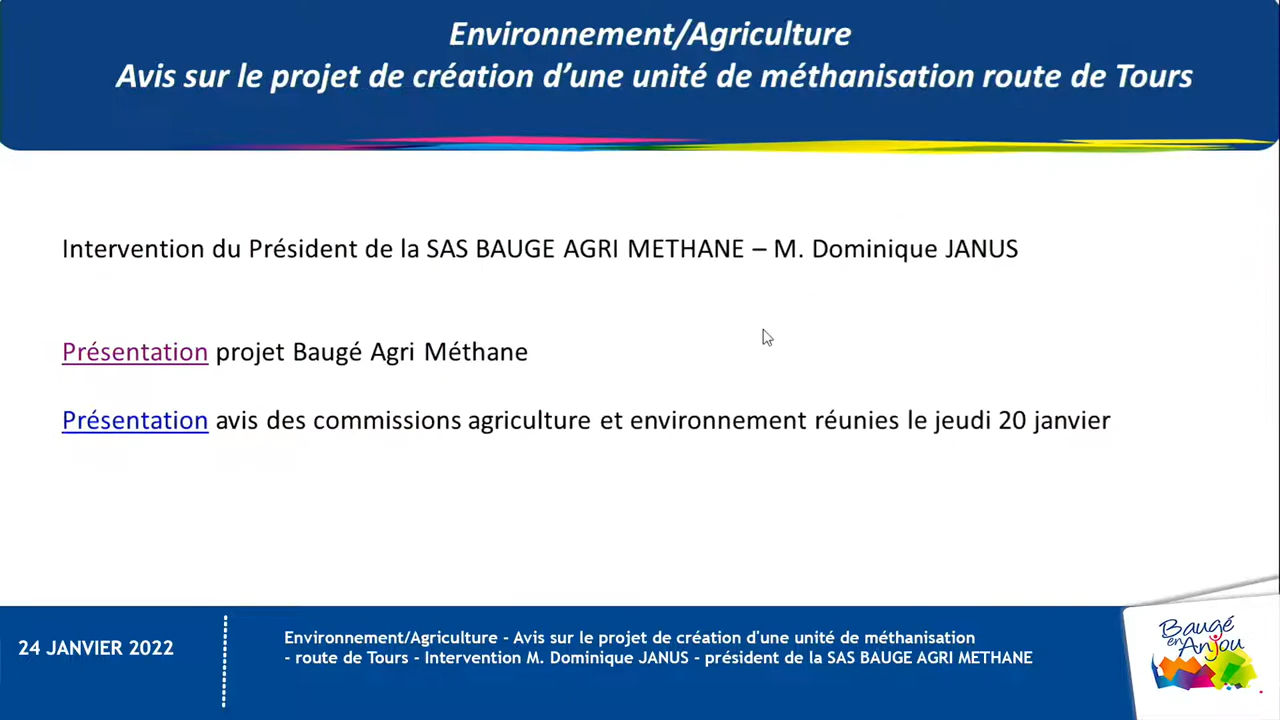 Environnement/Agriculture
Avis sur le projet de création d'une unité de méthanisation route de Tours
Intervention du Président de la SAS BAUGE AGRI METHANE – M. Dominique JANUS
Présentation projet Baugé Agri Méthane
Présentation avis des commissions agriculture et environnement réunies le jeudi 20 janvier
24 JANVIER 2022
Environnement/Agriculture - Avis sur le projet de création d'une unité de méthanisation
- route de Tours - Intervention M. Dominique JANUS - président de la SAS BAUGE AGRI METHANE
Baugé
en Anjou